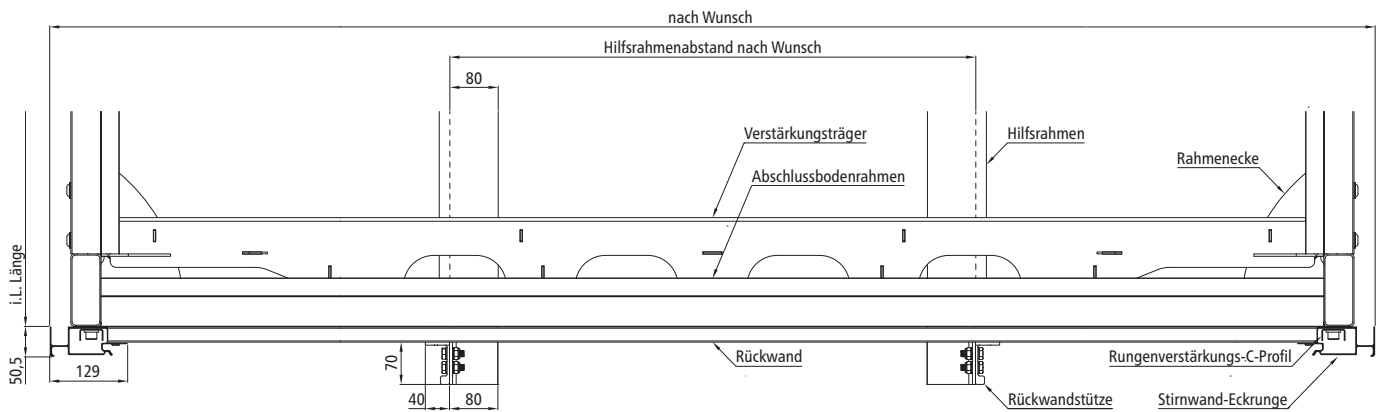 nach Wunsch
Hilfsrahmenabstand nach Wunsch
80
Verstärkungsträger
Hilfsrahmen
Rahmenecke
Abschlussbodenrahmen
i.L. Länge
50,5
129
70
40
80
Rückwand
Rungenverstärkungs-C-Profil
Rückwandstütze
Stirnwand-Eckrunge